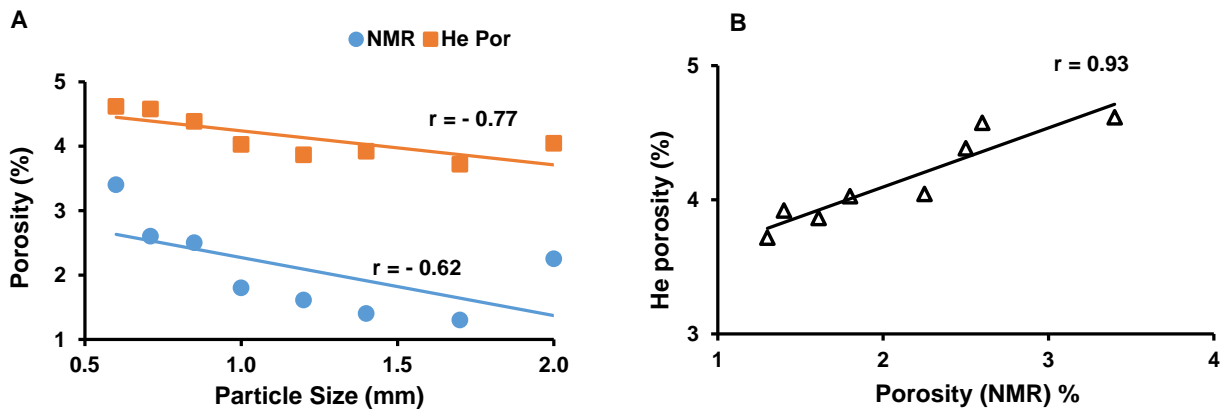 A
NMR He Por
5
4
3
2
1
0.5 1.0 1.5 2.0
Porosity (%)
Particle Size (mm)
r = - 0.77
r = - 0.62
B
r = 0.93
5
4
3
1 2 3 4
He porosity (%)
Porosity (NMR) %